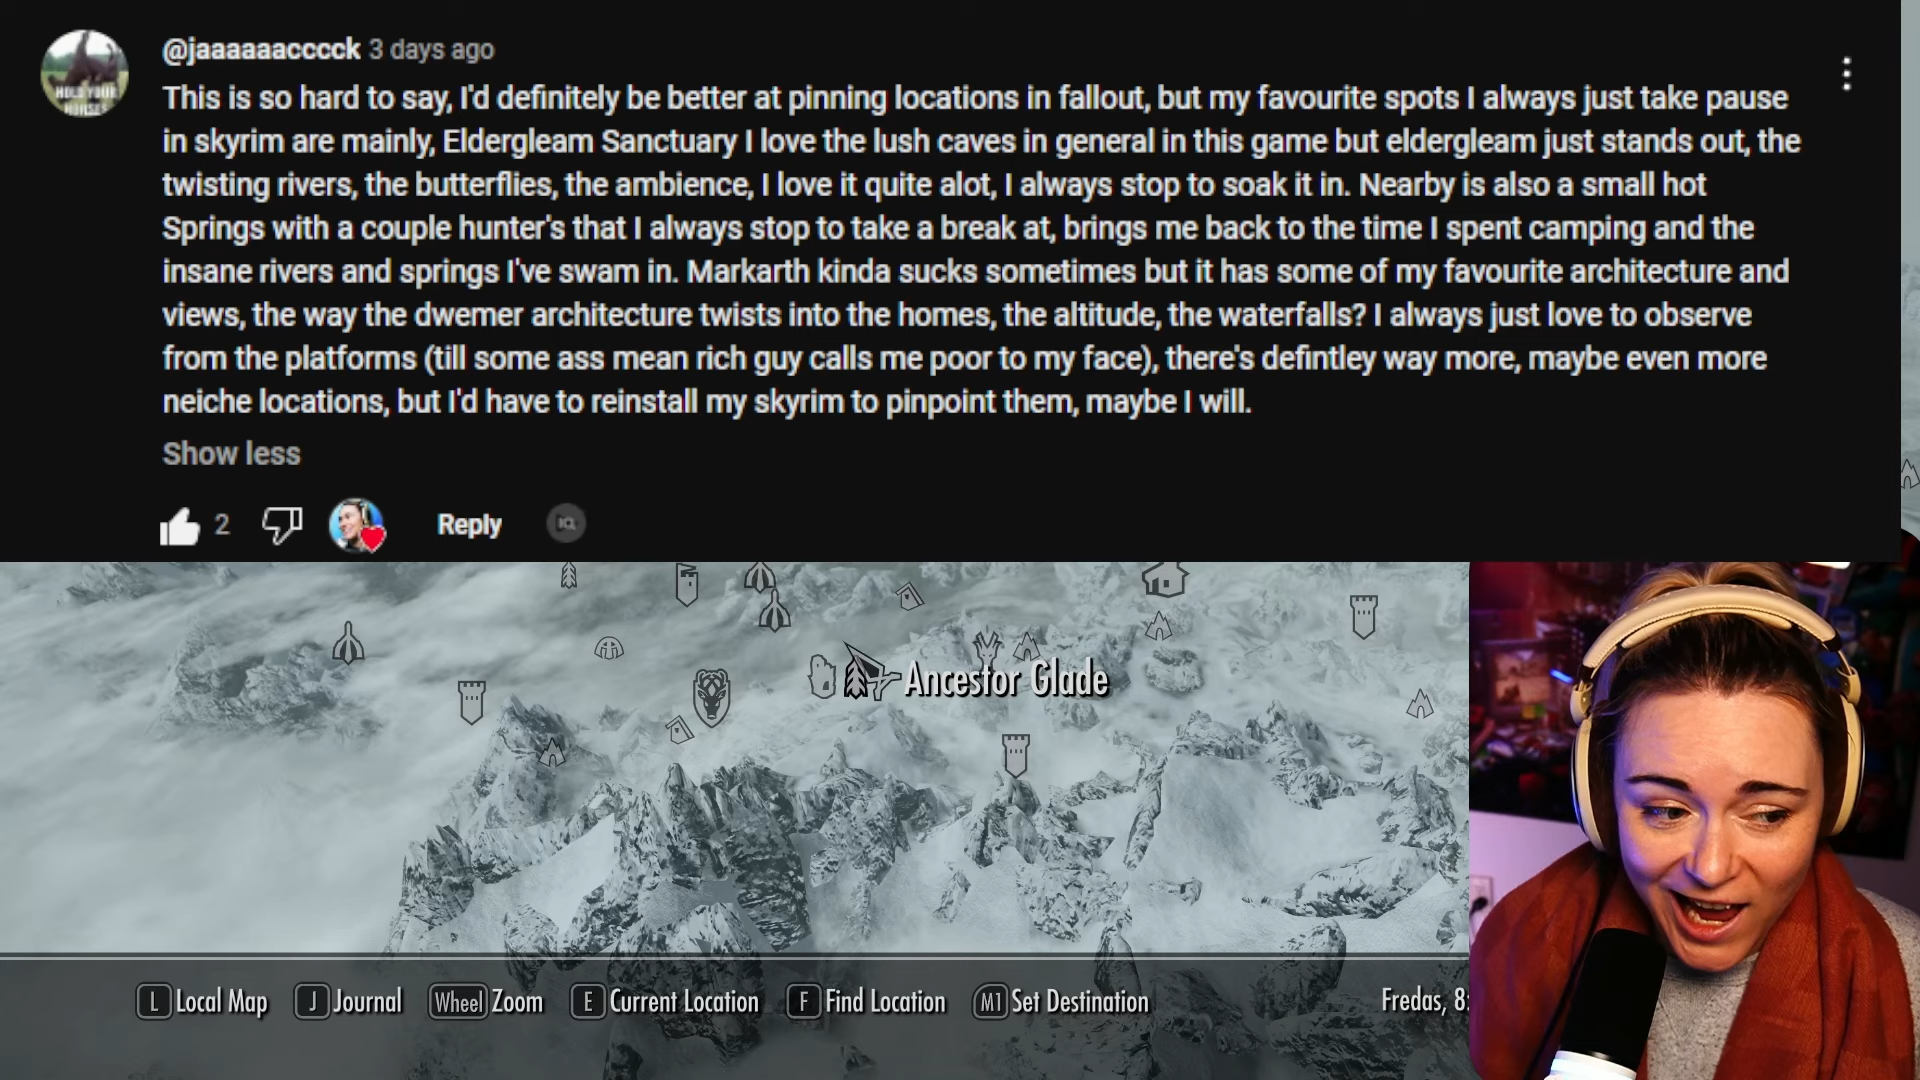 @jaaaaaacccck 3 days ago
This is so hard to say, I'd definitely be better at pinning locations in fallout, but my favourite spots I always just take pause
in skyrim are mainly, Eldergleam Sanctuary I love the lush caves in general in this game but eldergleam just stands out, the
twisting rivers, the butterflies, the ambience, I love it quite alot, I always stop to soak it in. Nearby is also a small hot
Springs with a couple hunter's that I always stop to take a break at, brings me back to the time I spent camping and the
insane rivers and springs I've swam in. Markarth kinda sucks sometimes but it has some of my favourite architecture and
views, the way the dwemer architecture twists into the homes, the altitude, the waterfalls? I always just love to observe
from the platforms (till some ass mean rich guy calls me poor to my face), there's defintley way more, maybe even more
neiche locations, but I'd have to reinstall my skyrim to pinpoint them, maybe I will.
Show less
2 Reply IQ
HOLD YOUR
HORSES
Ancestor Glade
L Local Map J Journal Wheel Zoom E Current Location F Find Location M1 Set Destination Fredas, 8: